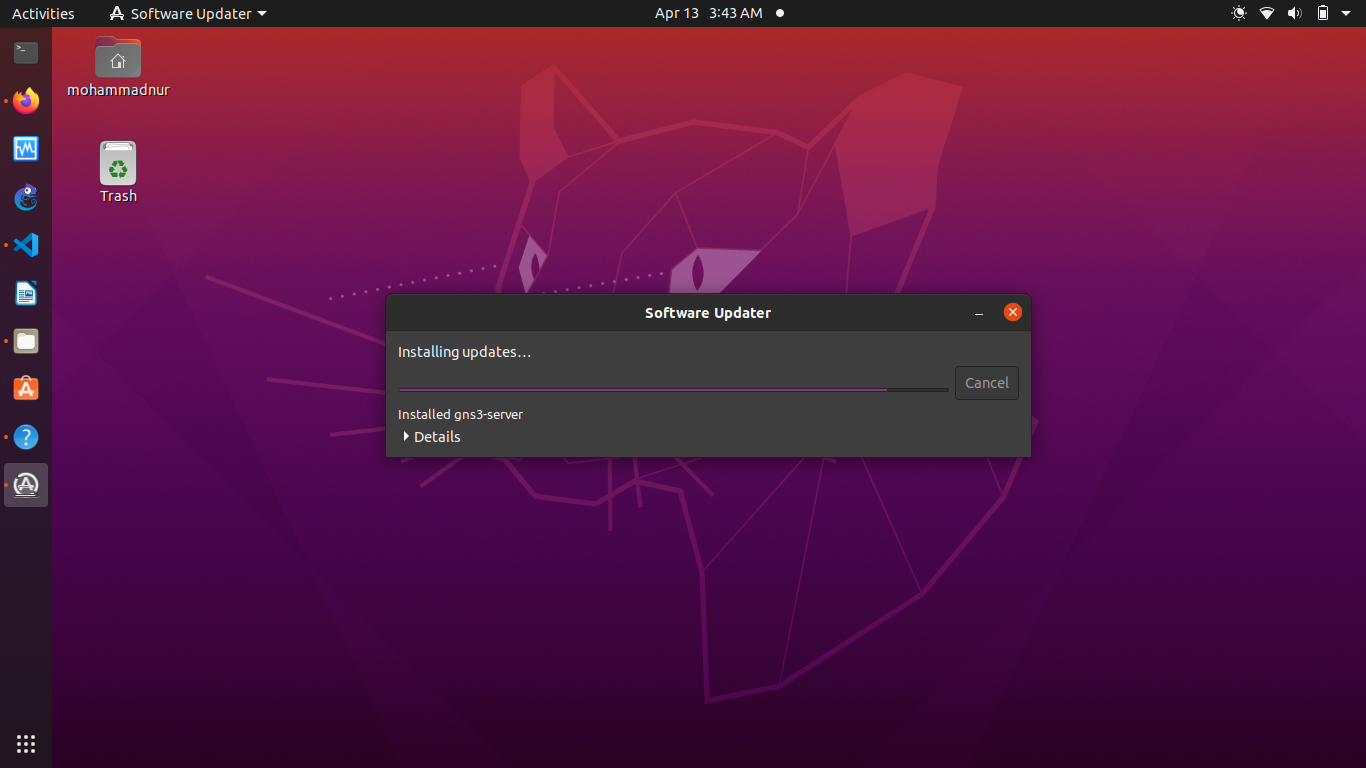 Activities
Software Updater
Apr 13 3:43 AM
mohammadnur
Trash
Software Updater
Installing updates…
Cancel
Installed gns3-server
Details